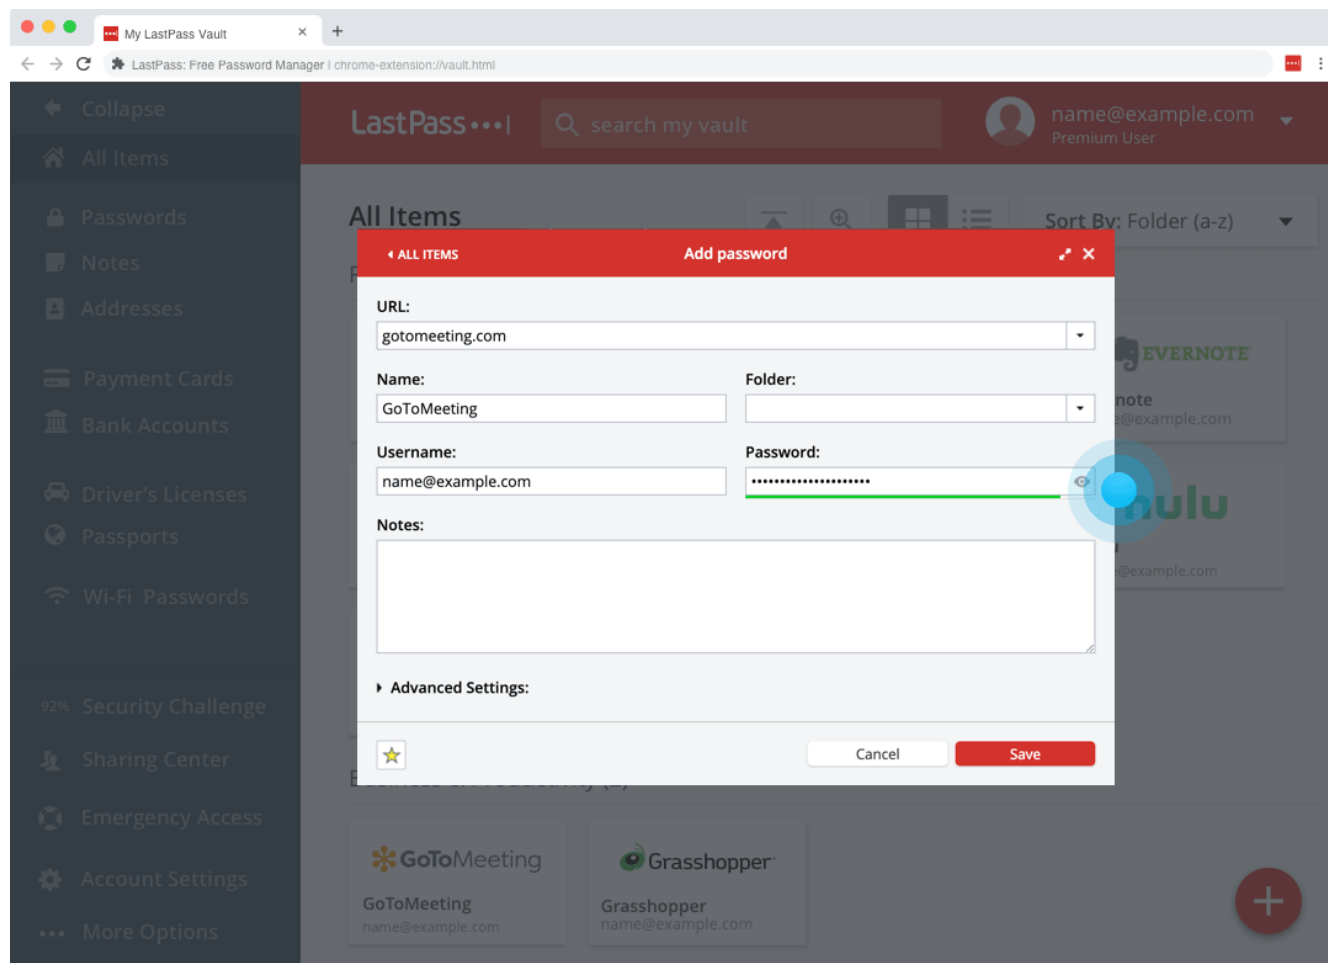 My LastPass Vault
LastPass: Free Password Manager | chrome-extension://vault.html
Collapse
All Items
Passwords
Notes
Addresses
Payment Cards
Bank Accounts
Driver's Licenses
Passports
Wi-Fi Passwords
92% Security Challenge
Sharing Center
Emergency Access
Account Settings
More Options
LastPass
search my vault
name@example.com
Premium User
All Items
Sort By: Folder (a-z)
ALL ITEMS
Add password
URL:
gotomeeting.com
Name:
Folder:
GoToMeeting
Username:
Password:
name@example.com
Notes:
Advanced Settings:
Cancel
Save
EVERNOTE
@example.com
hulu
@example.com
GoToMeeting
GoToMeeting
name@example.com
Grasshopper
Grasshopper
name@example.com